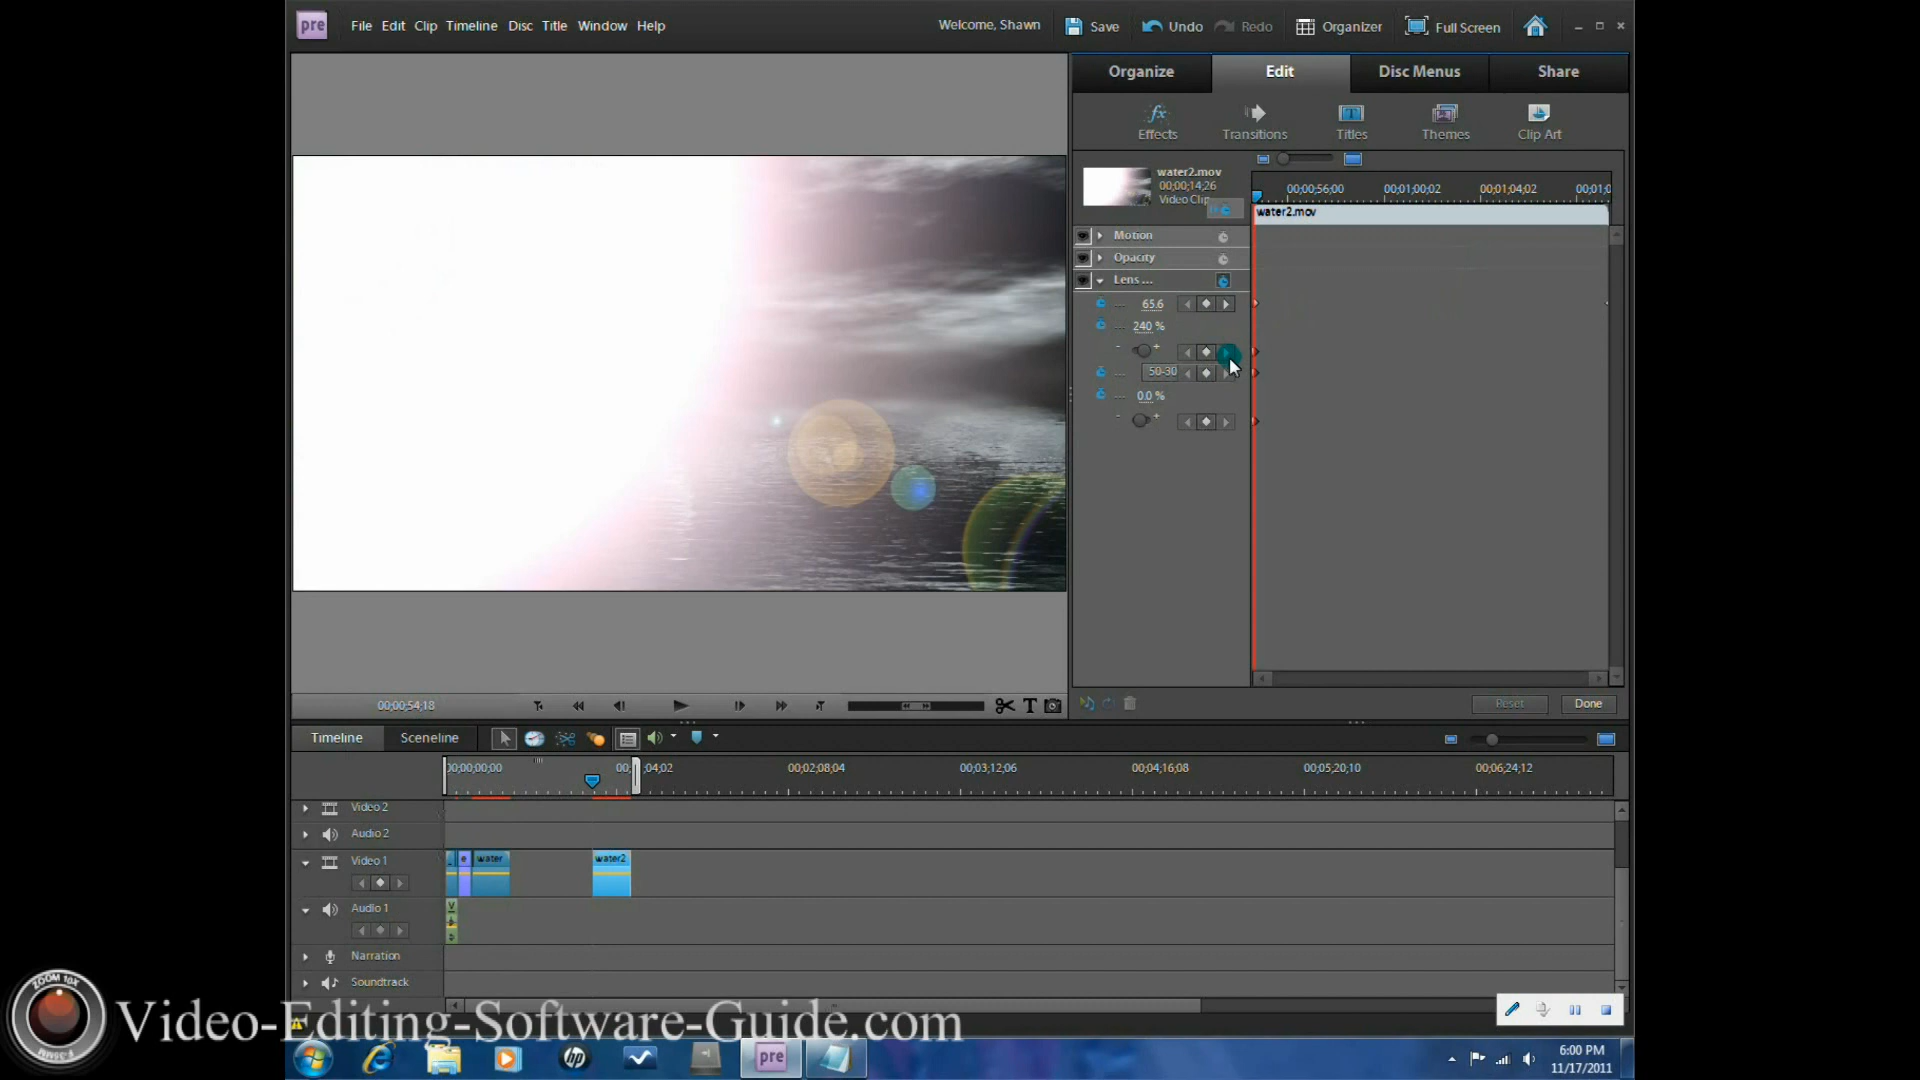 pre File Edit Clip Timeline Disc Title Window Help Welcome, Shawn Save Undo Redo Organizer Full Screen
Organize Edit Disc Menus Share
fx
Effects Transitions Titles Themes Clip Art
water2.mov
00;00;14;26
Video Clip
00;00;56;00 00;01;00;02 00;01;04;02 00;01;0
water2.mov
Motion
Opacity
Lens ...
... 65.6
... 240 %
- +
... 50-30
... 0.0 %
- +
00;00;54;18 T
Reset Done
Timeline Sceneline
00;00;00;00 00; ;04;02 00;02;08;04 00;03;12;06 00;04;16;08 00;05;20;10 00;06;24;12
Video 2
Audio 2
Video 1 e water water2
Audio 1
Narration
Soundtrack
ZOOM 10X
Video-Editing-Software-Guide.com
hp pre
6:00 PM
11/17/2011